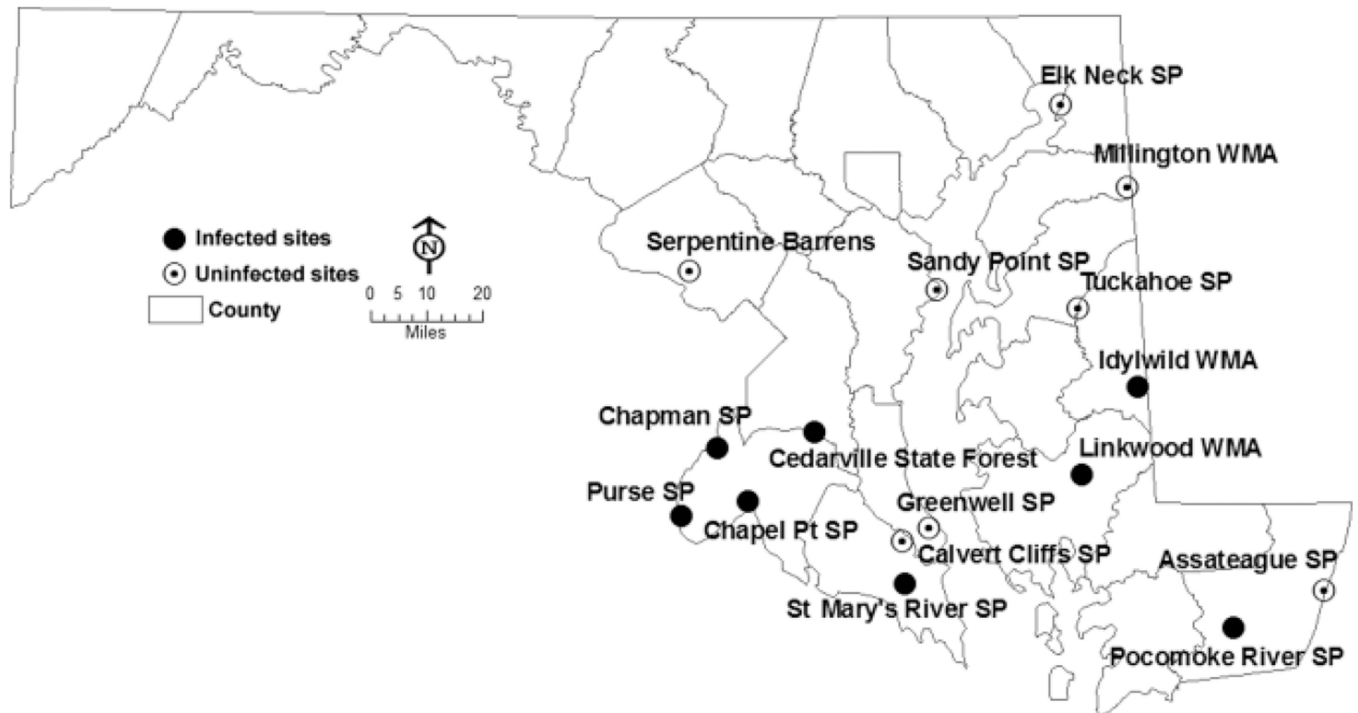 Elk Neck SP
Millington WMA
Serpentine Barrens
Sandy Point SP
Tuckahoe SP
Infected sites
Uninfected sites
County
N
0 5 10 20
Miles
Idylwild WMA
Chapman SP
Cedarville State Forest
Linkwood WMA
Purse SP
Chapel Pt SP
Greenwell SP
Calvert Cliffs SP
Assateague SP
St Mary's River SP
Pocomoke River SP